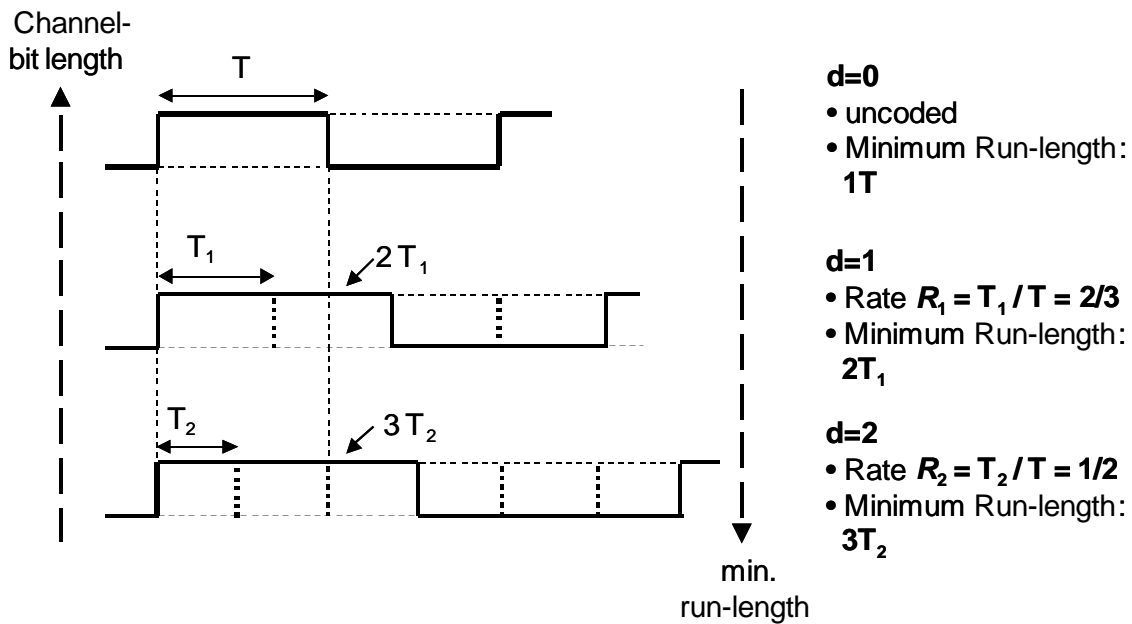 Channel-
bit length
T
T₁
2 T₁
T₂
3 T₂
min.
run-length
d=0
• uncoded
• Minimum Run-length:
1T
d=1
• Rate R₁ = T₁ / T = 2/3
• Minimum Run-length:
2T₁
d=2
• Rate R₂ = T₂ / T = 1/2
• Minimum Run-length:
3T₂